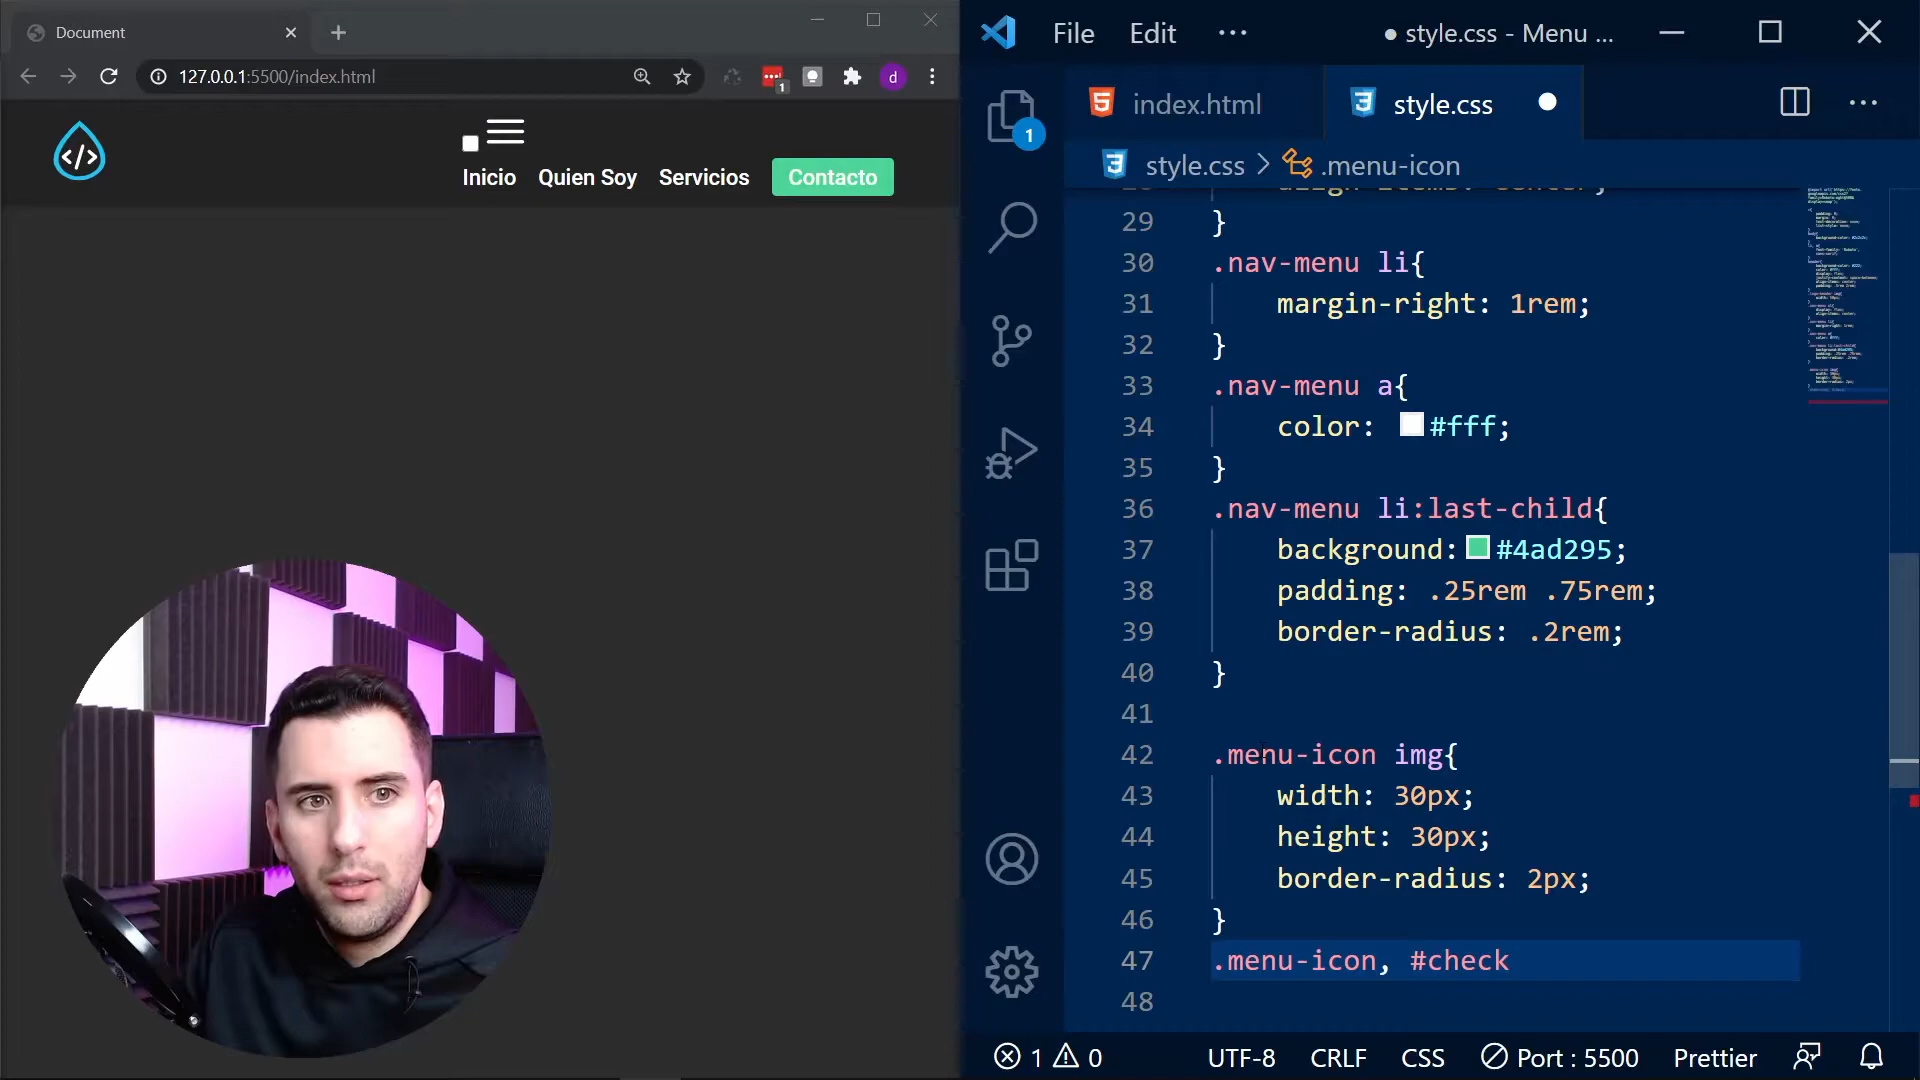 Document
127.0.0.1:5500/index.html
1
d
</>
Inicio Quien Soy Servicios Contacto
File Edit ··· ● style.css - Menu ...
index.html style.css
1
style.css > .menu-icon
29 }
30 .nav-menu li{
31 margin-right: 1rem;
32 }
33 .nav-menu a{
34 color: #fff;
35 }
36 .nav-menu li:last-child{
37 background: #4ad295;
38 padding: .25rem .75rem;
39 border-radius: .2rem;
40 }
41
42 .menu-icon img{
43 width: 30px;
44 height: 30px;
45 border-radius: 2px;
46 }
47 .menu-icon, #check
48
1 0 UTF-8 CRLF CSS Port : 5500 Prettier